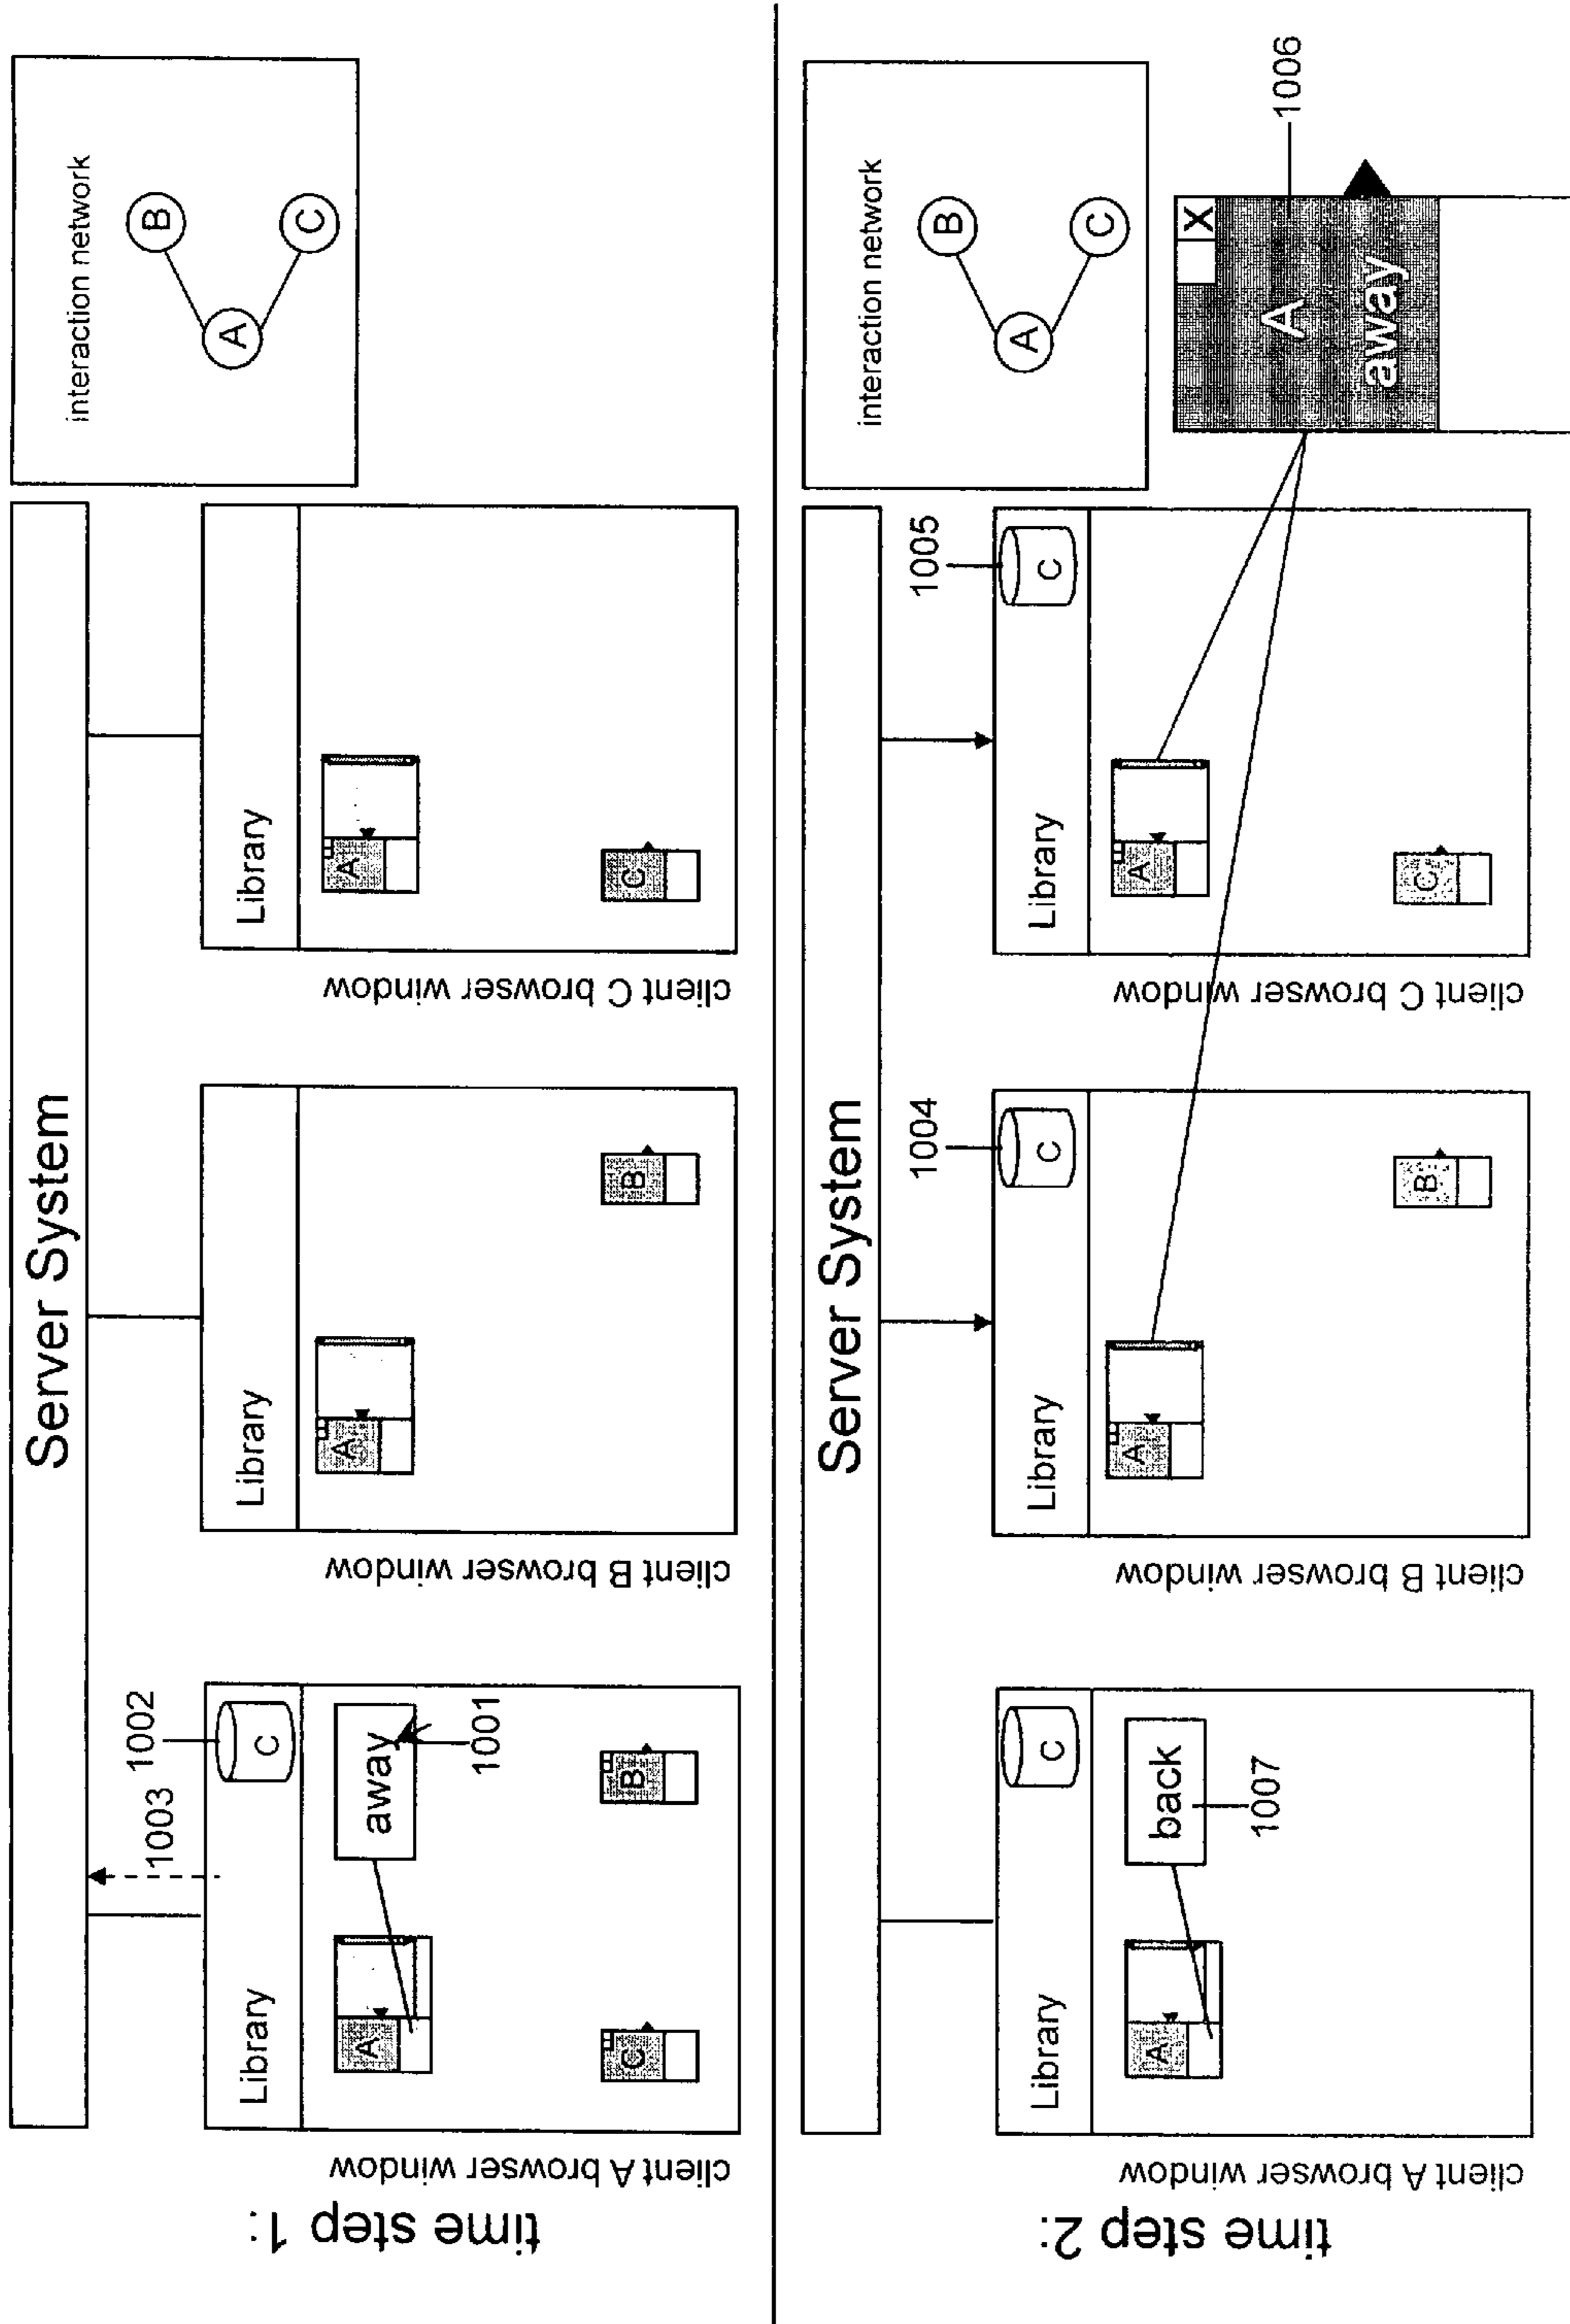 time step 1:
Server System
interaction network
B
A
C
1003
1002
client A browser window
Library
C
A
away
1001
C
B
client B browser window
Library
A
B
client C browser window
Library
A
C
time step 2:
Server System
interaction network
B
A
C
1004
1005
client A browser window
Library
C
A
back
1007
client B browser window
Library
C
A
B
client C browser window
Library
C
A
C
X
A
away
1006